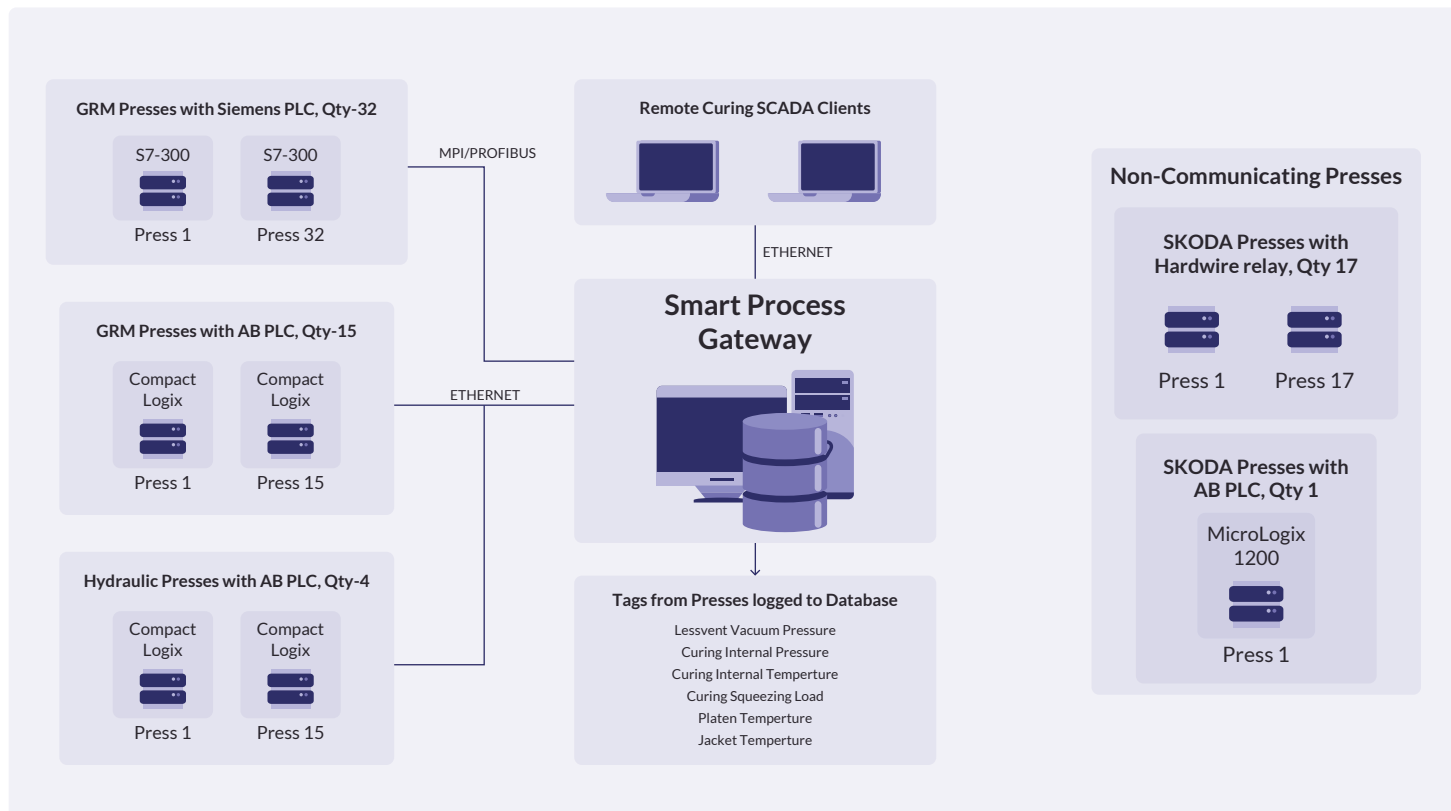 GRM Presses with Siemens PLC, Qty-32
S7-300
S7-300
Press 1
Press 32
MPI/PROFIBUS
GRM Presses with AB PLC, Qty-15
Compact
Logix
Compact
Logix
Press 1
Press 15
ETHERNET
Hydraulic Presses with AB PLC, Qty-4
Compact
Logix
Compact
Logix
Press 1
Press 15
Remote Curing SCADA Clients
ETHERNET
Smart Process
Gateway
Tags from Presses logged to Database
Lessvent Vacuum Pressure
Curing Internal Pressure
Curing Internal Temperture
Curing Squeezing Load
Platen Temperture
Jacket Temperture
Non-Communicating Presses
SKODA Presses with
Hardwire relay, Qty 17
Press 1
Press 17
SKODA Presses with
AB PLC, Qty 1
MicroLogix
1200
Press 1